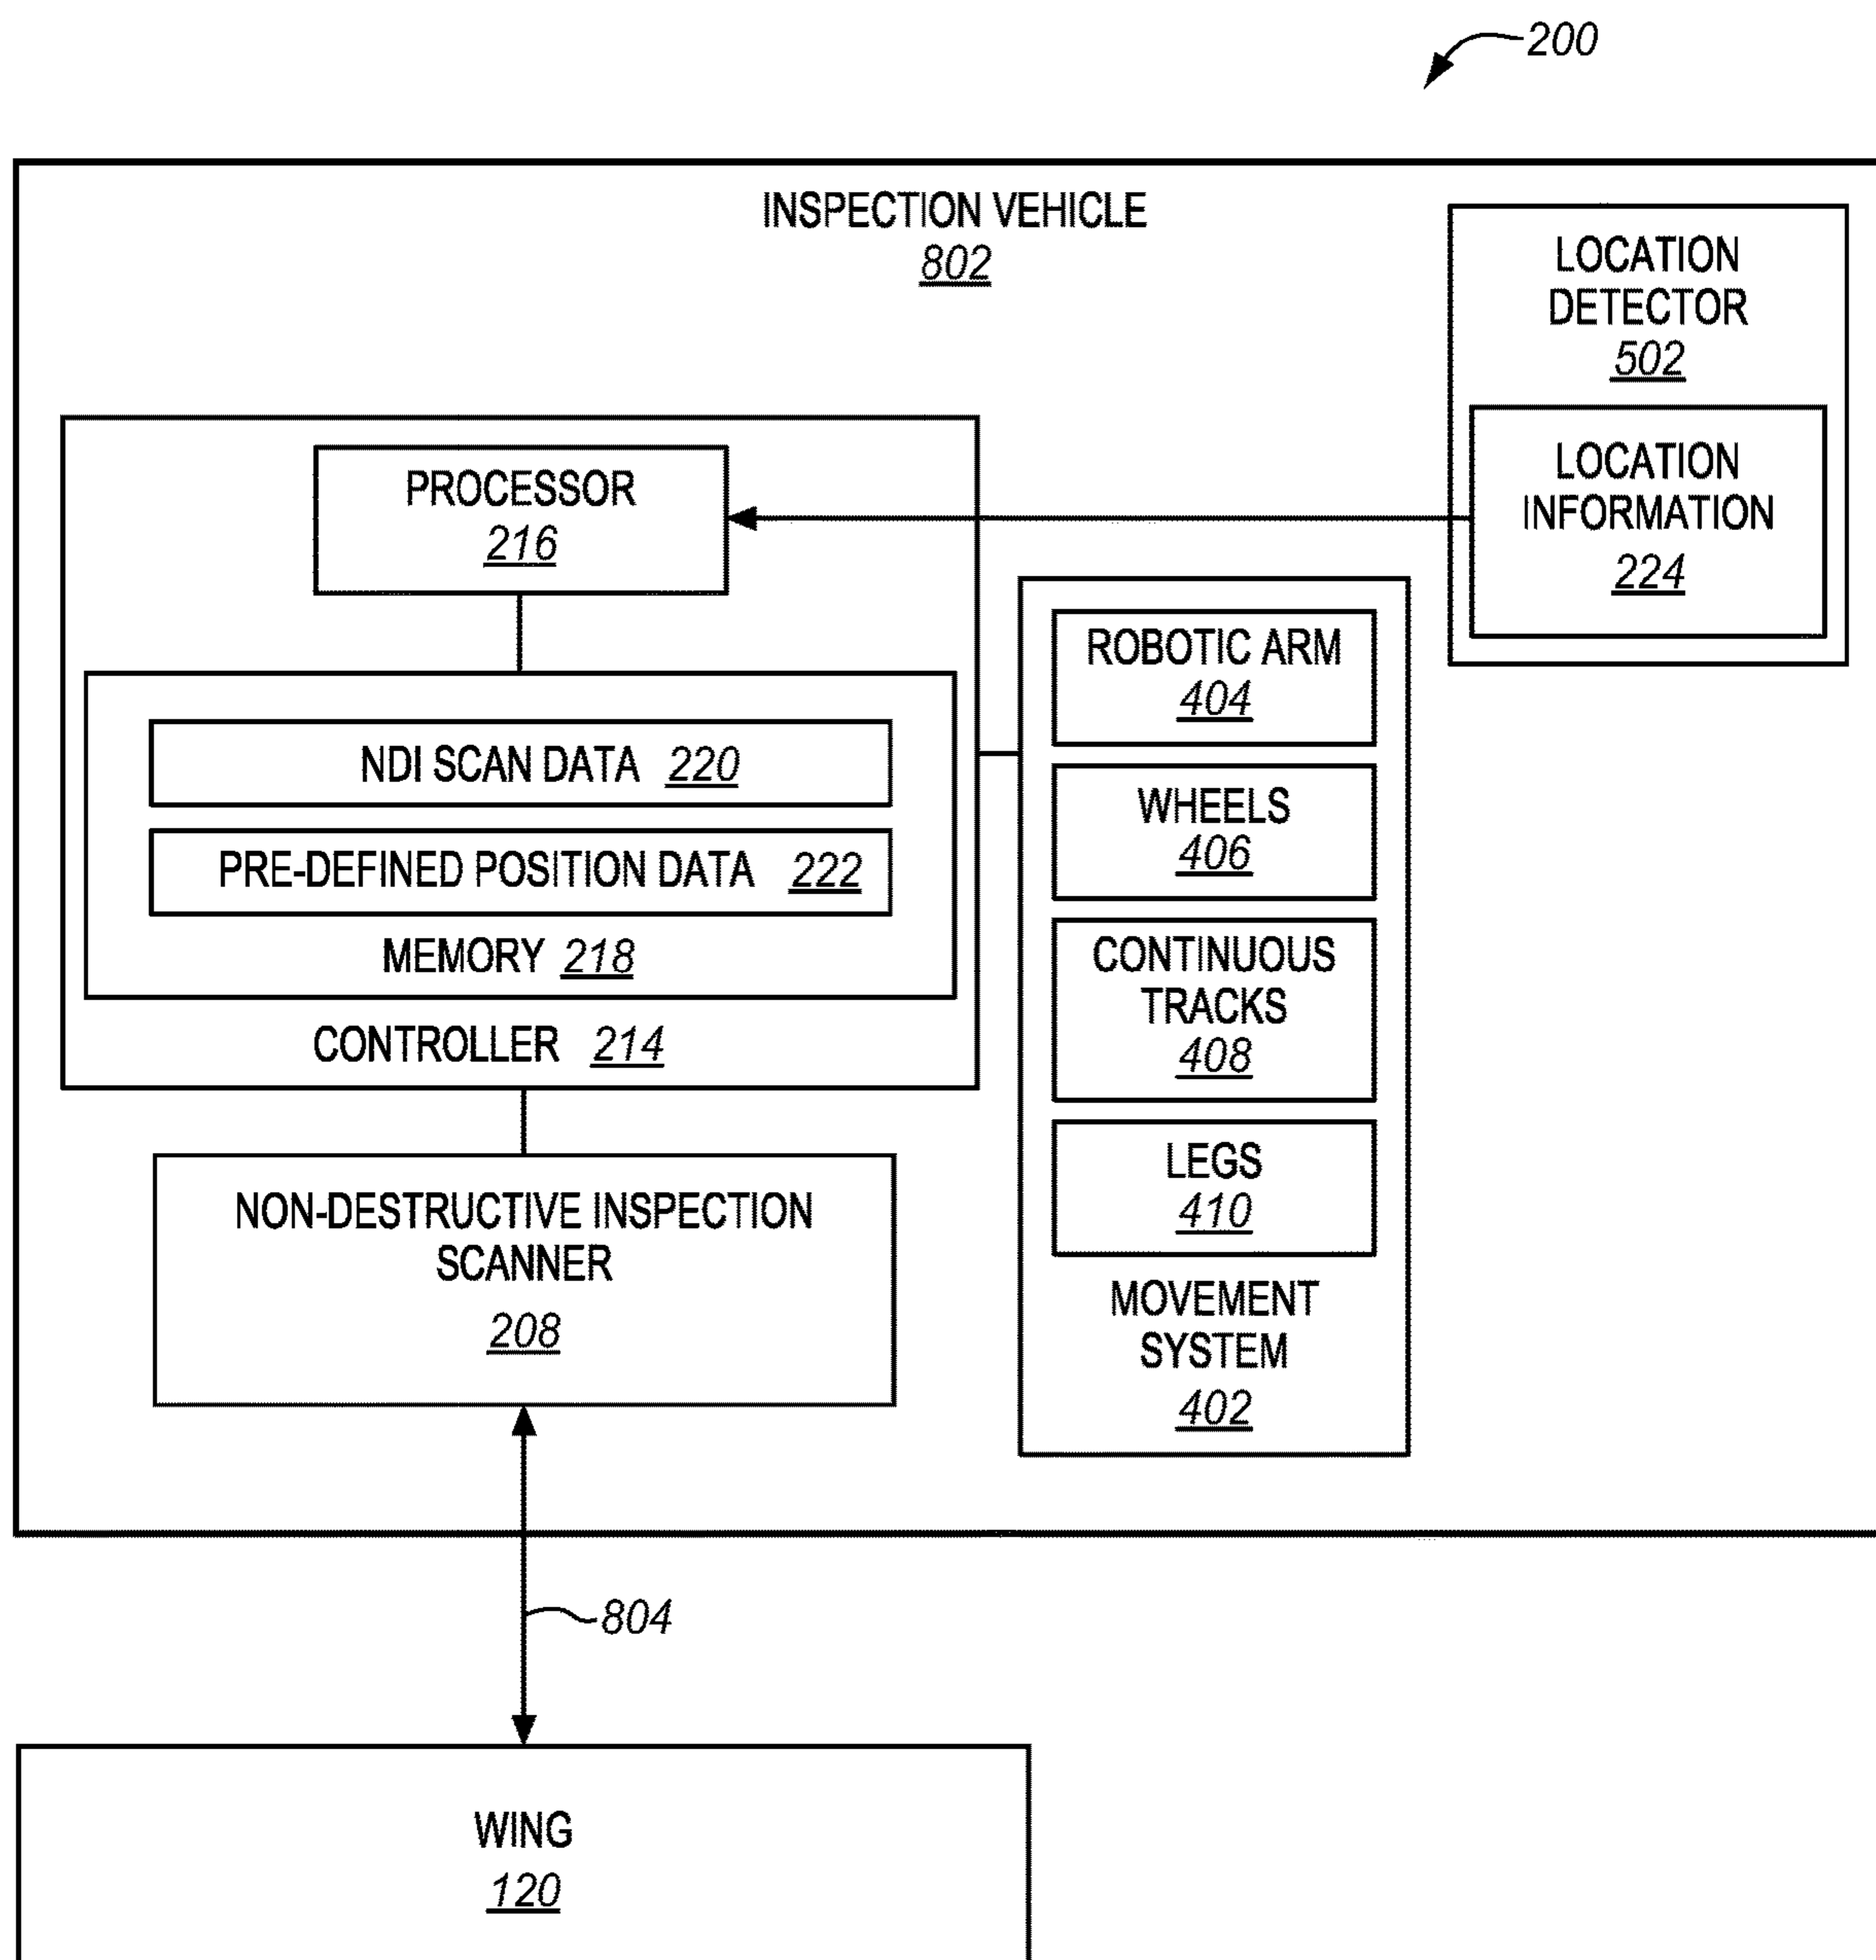 200
INSPECTION VEHICLE
802
LOCATION
DETECTOR
502
LOCATION
INFORMATION
224
PROCESSOR
216
NDI SCAN DATA 220
PRE-DEFINED POSITION DATA 222
MEMORY 218
CONTROLLER 214
ROBOTIC ARM
404
WHEELS
406
CONTINUOUS
TRACKS
408
LEGS
410
MOVEMENT
SYSTEM
402
NON-DESTRUCTIVE INSPECTION
SCANNER
208
804
WING
120